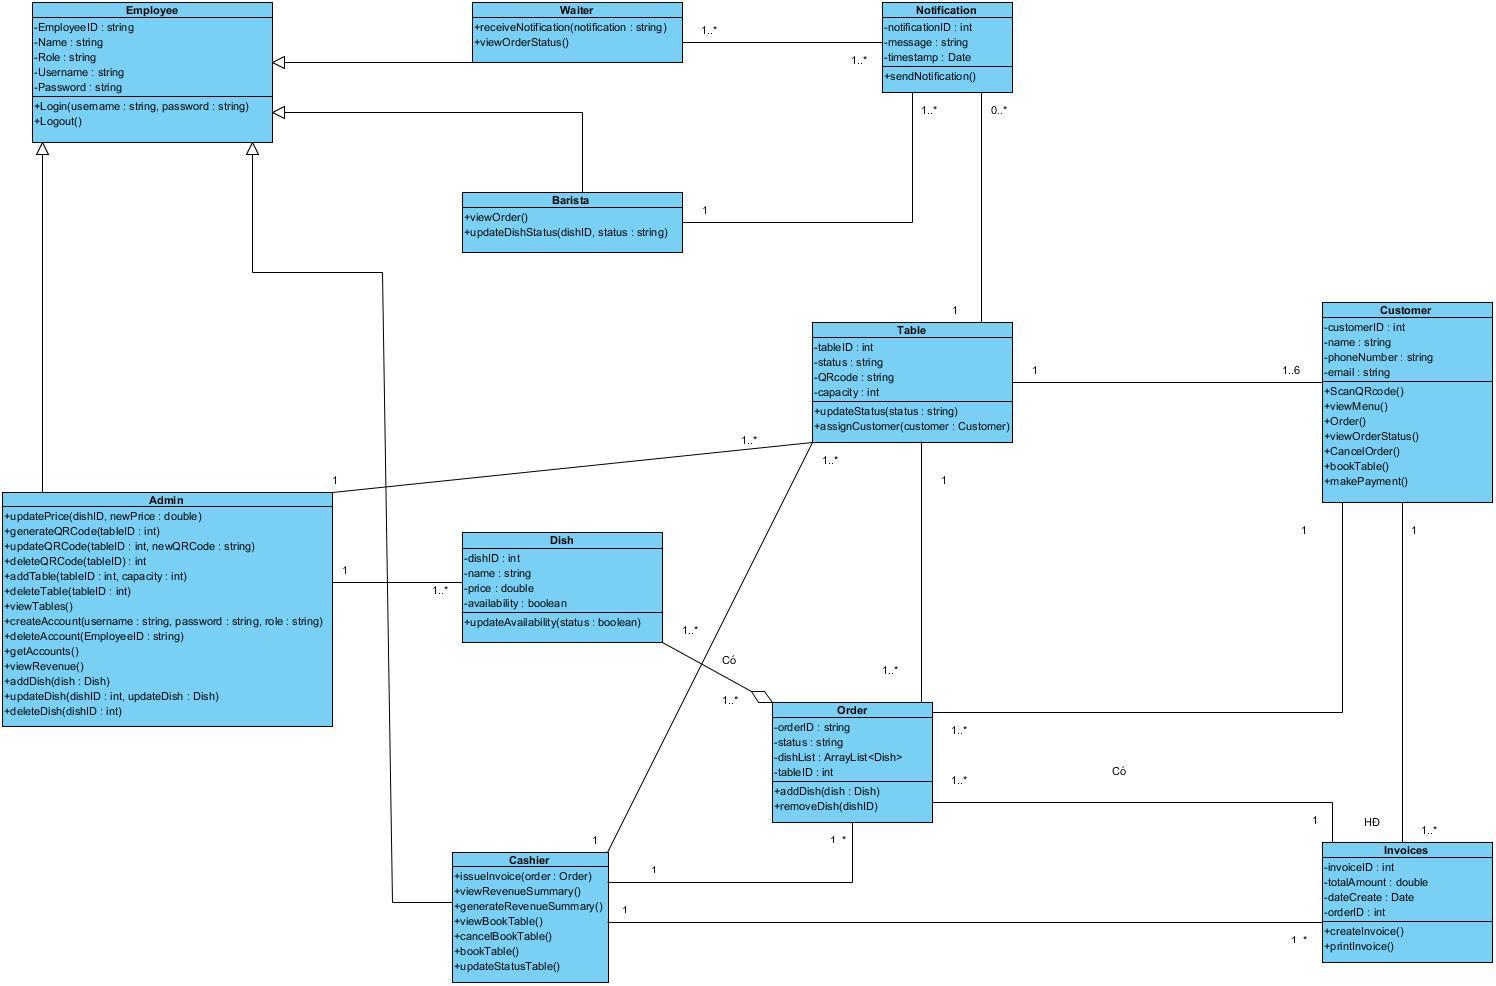 Employee
-EmployeeID : string
-Name : string
-Role : string
-Username : string
-Password : string
+Login(username : string, password : string)
+Logout()
Waiter
+receiveNotification(notification : string)
+viewOrderStatus()
1..*
1..*
Notification
-notificationID : int
-message : string
-timestamp : Date
+sendNotification()
1..*
0..*
Barista
+viewOrder()
+updateDishStatus(dishID, status : string)
1
1
Table
-tableID : int
-status : string
-QRcode : string
-capacity : int
+updateStatus(status : string)
+assignCustomer(customer : Customer)
1
1..6
Customer
-customerID : int
-name : string
-phoneNumber : string
-email : string
+ScanQRcode()
+viewMenu()
+Order()
+viewOrderStatus()
+CancelOrder()
+bookTable()
+makePayment()
1..*
1..*
1
1
1
1
Admin
+updatePrice(dishID, newPrice : double)
+generateQRCode(tableID : int)
+updateQRCode(tableID : int, newQRCode : string)
+deleteQRCode(tableID) : int
+addTable(tableID : int, capacity : int)
+deleteTable(tableID : int)
+viewTables()
+createAccount(username : string, password : string, role : string)
+deleteAccount(EmployeeID : string)
+getAccounts()
+viewRevenue()
+addDish(dish : Dish)
+updateDish(dishID : int, updateDish : Dish)
+deleteDish(dishID : int)
1
1..*
Dish
-dishID : int
-name : string
-price : double
-availability : boolean
+updateAvailability(status : boolean)
1..*
Có
1..*
1..*
Order
-orderID : string
-status : string
-dishList : ArrayList<Dish>
-tableID : int
+addDish(dish : Dish)
+removeDish(dishID)
1..*
1..*
Có
1
HĐ
1..*
1
1..*
Cashier
+issueInvoice(order : Order)
+viewRevenueSummary()
+generateRevenueSummary()
+viewBookTable()
+cancelBookTable()
+bookTable()
+updateStatusTable()
1
1
1..*
Invoices
-invoiceID : int
-totalAmount : double
-dateCreate : Date
-orderID : int
+createInvoice()
+printInvoice()